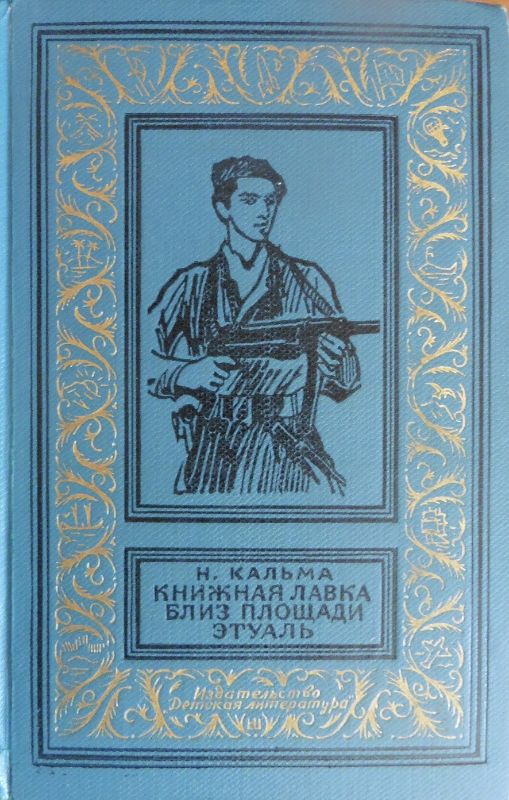 Н. КАЛЬМА
КНИЖНАЯ ЛАВКА
БЛИЗ ПЛОЩАДИ
ЭТУАЛЬ
Издательство
„Детская литература"